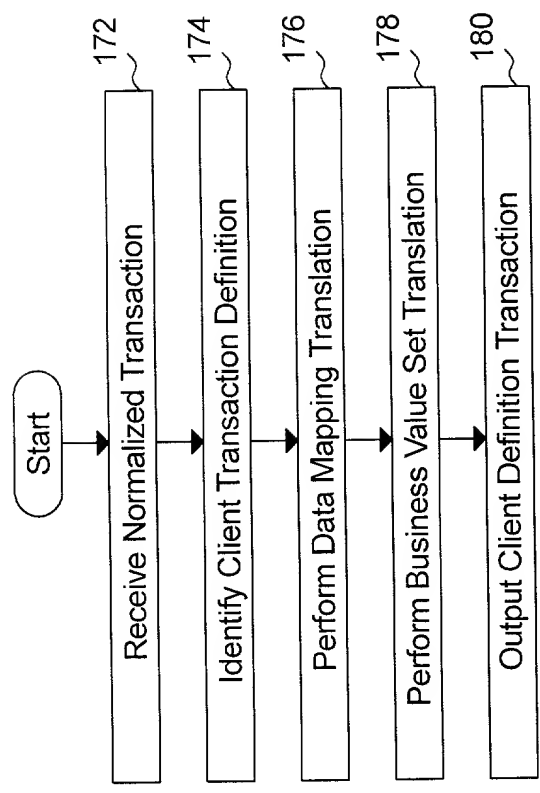 Start
Receive Normalized Transaction
172
Identify Client Transaction Definition
174
Perform Data Mapping Translation
176
Perform Business Value Set Translation
178
Output Client Definition Transaction
180